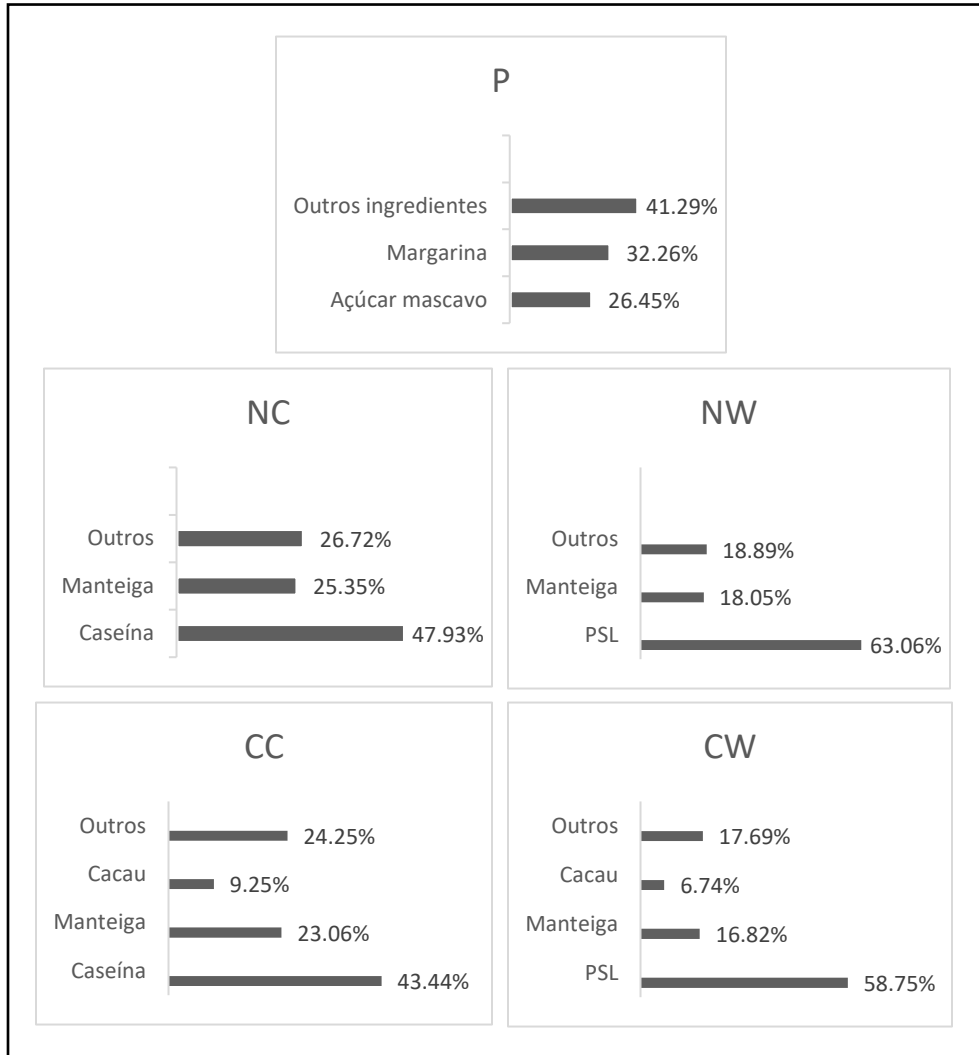 P
Outros ingredientes 41.29%
Margarina 32.26%
Açúcar mascavo 26.45%
NC
Outros 26.72%
Manteiga 25.35%
Caseína 47.93%
NW
Outros 18.89%
Manteiga 18.05%
PSL 63.06%
CC
Outros 24.25%
Cacau 9.25%
Manteiga 23.06%
Caseína 43.44%
CW
Outros 17.69%
Cacau 6.74%
Manteiga 16.82%
PSL 58.75%